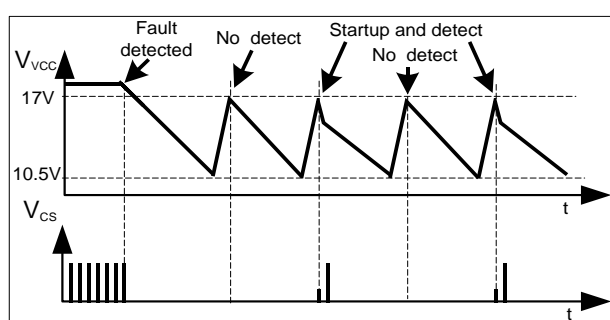 Fault
detected
No detect
Startup and detect
No detect
VVCC
17V
10.5V
t
VCS
t